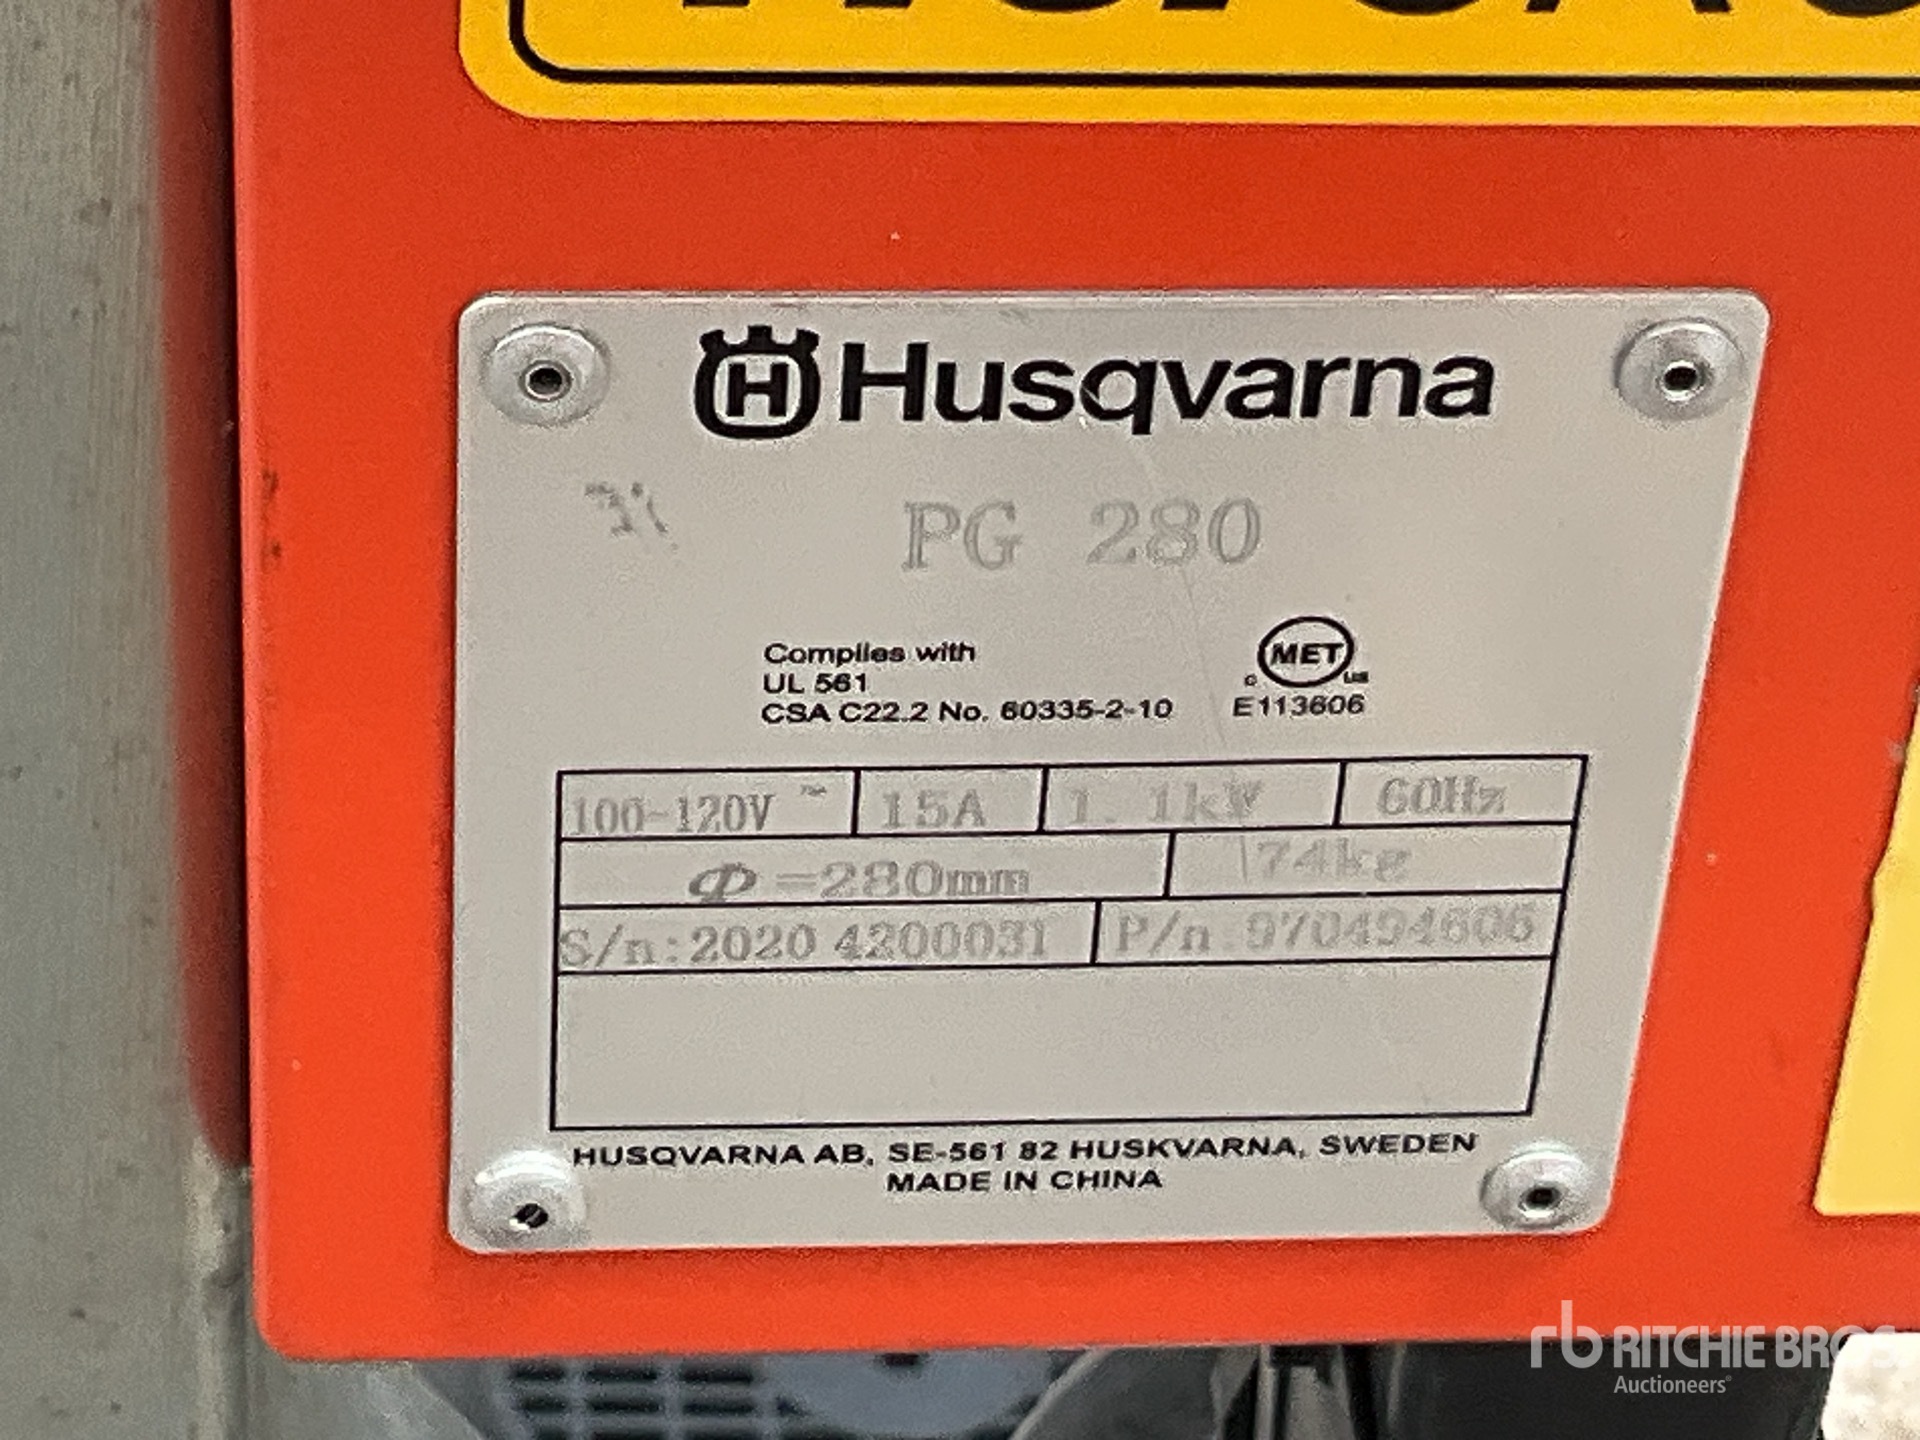 Husqvarna
PG 280
Complies with
UL 561
CSA C22.2 No. 60335-2-10
MET
C US
E113606
100-120V ~ 15A 1.1kW 60Hz
Φ=280mm 74kg
S/n:2020 4200031 P/n.970494606
HUSQVARNA AB, SE-561 82 HUSKVARNA, SWEDEN
MADE IN CHINA
rb RITCHIE BROS
Auctioneers